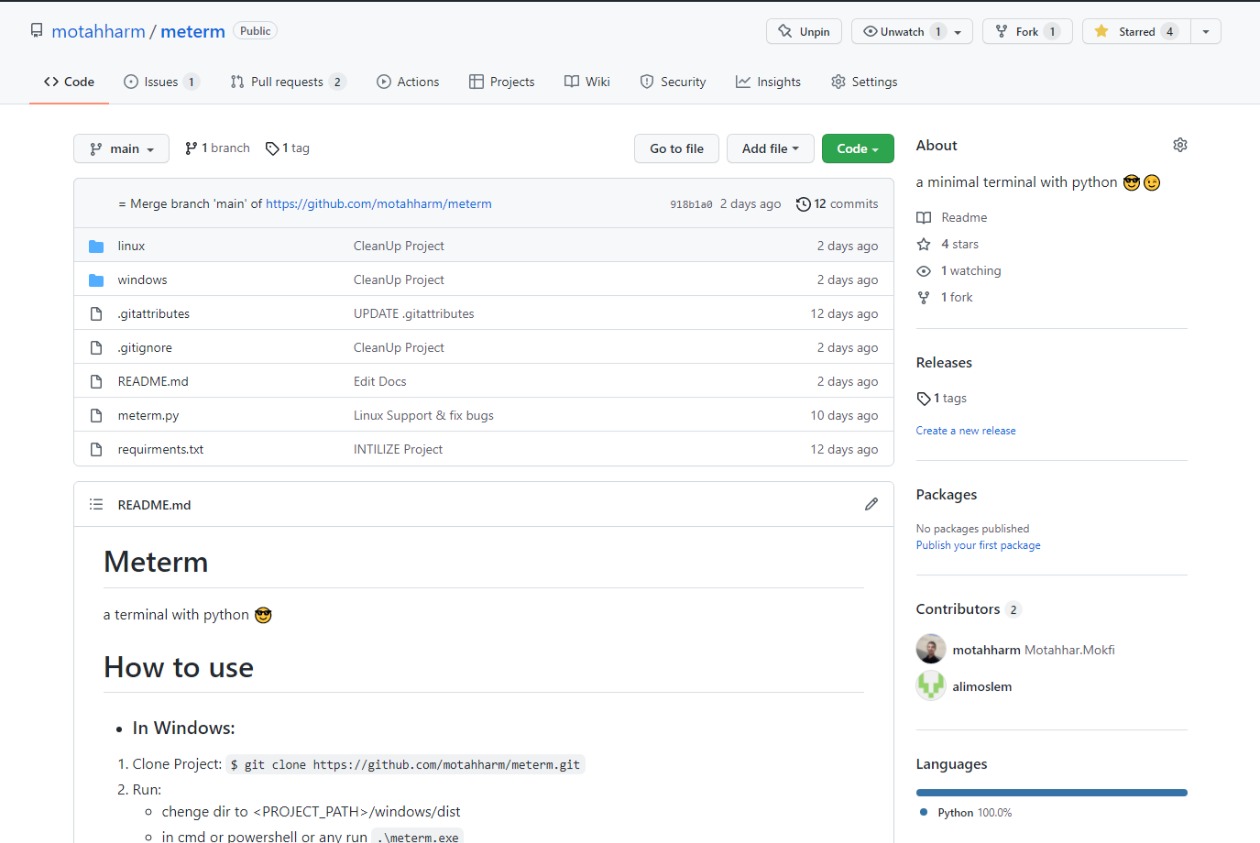 motahharm / meterm Public
Unpin Unwatch 1 Fork 1 Starred 4
Code Issues 1 Pull requests 2 Actions Projects Wiki Security Insights Settings
main 1 branch 1 tag Go to file Add file Code
= Merge branch 'main' of https://github.com/motahharm/meterm 918b1a0 2 days ago 12 commits
linux CleanUp Project 2 days ago
windows CleanUp Project 2 days ago
.gitattributes UPDATE .gitattributes 12 days ago
.gitignore CleanUp Project 2 days ago
README.md Edit Docs 2 days ago
meterm.py Linux Support & fix bugs 10 days ago
requirments.txt INTILIZE Project 12 days ago
README.md
Meterm
a terminal with python 😎
How to use
• In Windows:
1. Clone Project: $ git clone https://github.com/motahharm/meterm.git
2. Run:
chenge dir to <PROJECT_PATH>/windows/dist
in cmd or powershell or any run .\meterm.exe
About
a minimal terminal with python 😎😉
Readme
4 stars
1 watching
1 fork
Releases
1 tags
Create a new release
Packages
No packages published
Publish your first package
Contributors 2
motahharm Motahhar.Mokfi
alimoslem
Languages
Python 100.0%